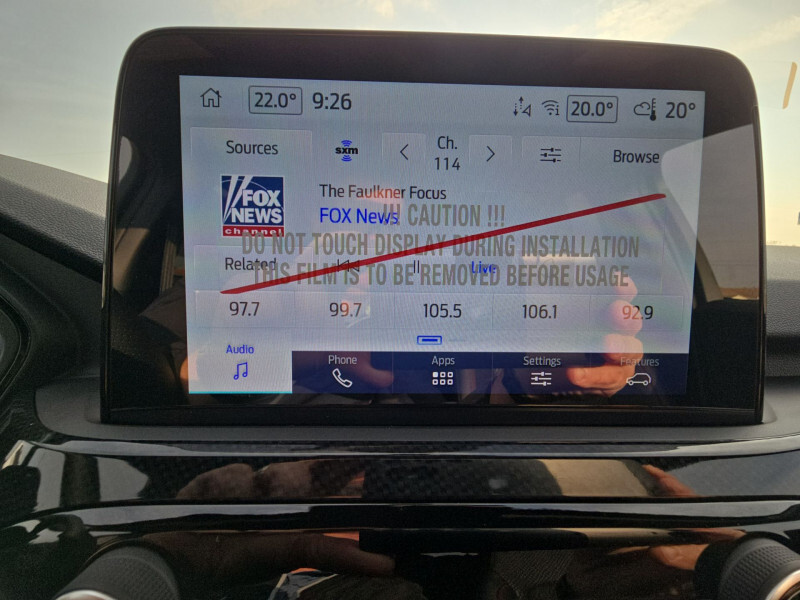 22.0° 9:26 20.0° 20°
Sources sxm Ch. 114 Browse
FOX NEWS channel
The Faulkner Focus
FOX News
!!! CAUTION !!!
DO NOT TOUCH DISPLAY DURING INSTALLATION
THIS FILM IS TO BE REMOVED BEFORE USAGE
Related Live
97.7 99.7 105.5 106.1 92.9
Audio Phone Apps Settings Features